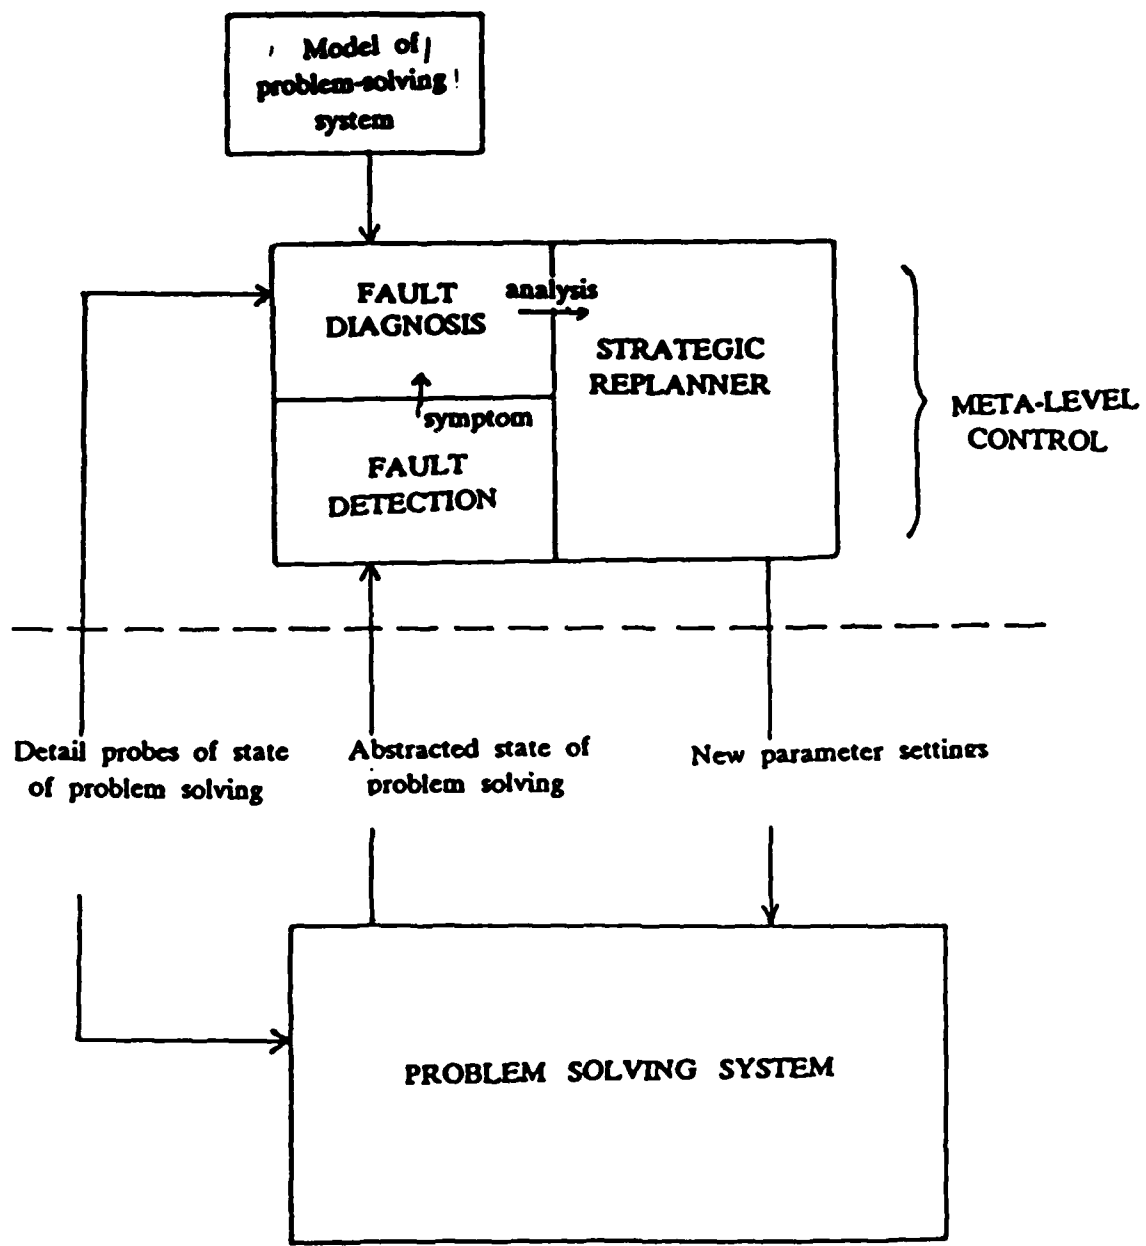 Model of
problem-solving
system
FAULT
DIAGNOSIS
analysis
STRATEGIC
REPLANNER
symptom
FAULT
DETECTION
META-LEVEL
CONTROL
Detail probes of state
of problem solving
Abstracted state of
problem solving
New parameter settings
PROBLEM SOLVING SYSTEM